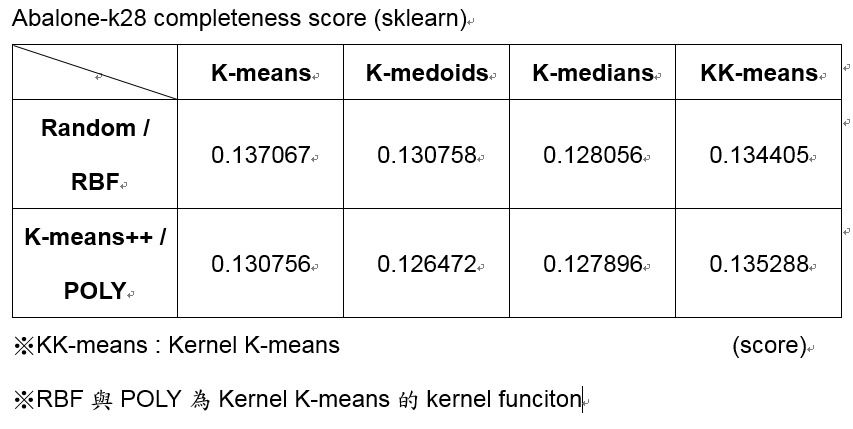 Abalone-k28 completeness score (sklearn)
K-means K-medoids K-medians KK-means
Random /
RBF
0.137067 0.130758 0.128056 0.134405
K-means++ /
POLY
0.130756 0.126472 0.127896 0.135288
※KK-means : Kernel K-means (score)
※RBF 與 POLY 為 Kernel K-means 的 kernel funciton